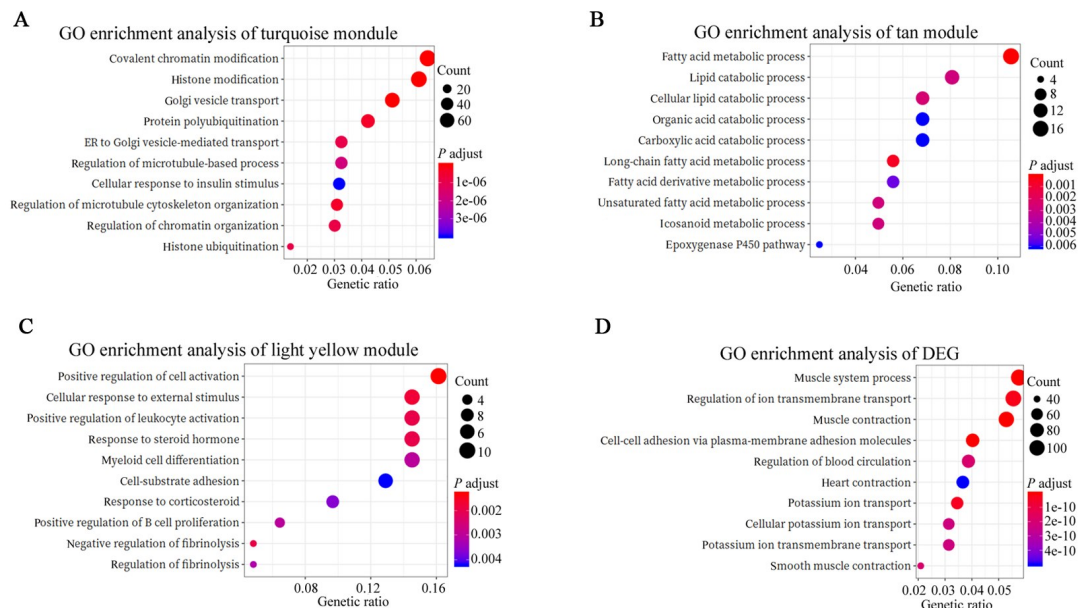 A
GO enrichment analysis of turquoise mondule
Covalent chromatin modification
Histone modification
Golgi vesicle transport
Protein polyubiquitination
ER to Golgi vesicle-mediated transport
Regulation of microtubule-based process
Cellular response to insulin stimulus
Regulation of microtubule cytoskeleton organization
Regulation of chromatin organization
Histone ubiquitination
0.02 0.03 0.04 0.05 0.06
Genetic ratio
Count
20
40
60
P adjust
1e-06
2e-06
3e-06
B
GO enrichment analysis of tan module
Fatty acid metabolic process
Lipid catabolic process
Cellular lipid catabolic process
Organic acid catabolic process
Carboxylic acid catabolic process
Long-chain fatty acid metabolic process
Fatty acid derivative metabolic process
Unsaturated fatty acid metabolic process
Icosanoid metabolic process
Epoxygenase P450 pathway
0.04 0.06 0.08 0.10
Genetic ratio
Count
4
8
12
16
P adjust
0.001
0.002
0.003
0.004
0.005
0.006
C
GO enrichment analysis of light yellow module
Positive regulation of cell activation
Cellular response to external stimulus
Positive regulation of leukocyte activation
Response to steroid hormone
Myeloid cell differentiation
Cell-substrate adhesion
Response to corticosteroid
Positive regulation of B cell proliferation
Negative regulation of fibrinolysis
Regulation of fibrinolysis
0.08 0.12 0.16
Genetic ratio
Count
4
8
6
10
P adjust
0.002
0.003
0.004
D
GO enrichment analysis of DEG
Muscle system process
Regulation of ion transmembrane transport
Muscle contraction
Cell-cell adhesion via plasma-membrane adhesion molecules
Regulation of blood circulation
Heart contraction
Potassium ion transport
Cellular potassium ion transport
Potassium ion transmembrane transport
Smooth muscle contraction
0.02 0.03 0.04 0.05
Genetic ratio
Count
40
60
80
100
P adjust
1e-10
2e-10
3e-10
4e-10